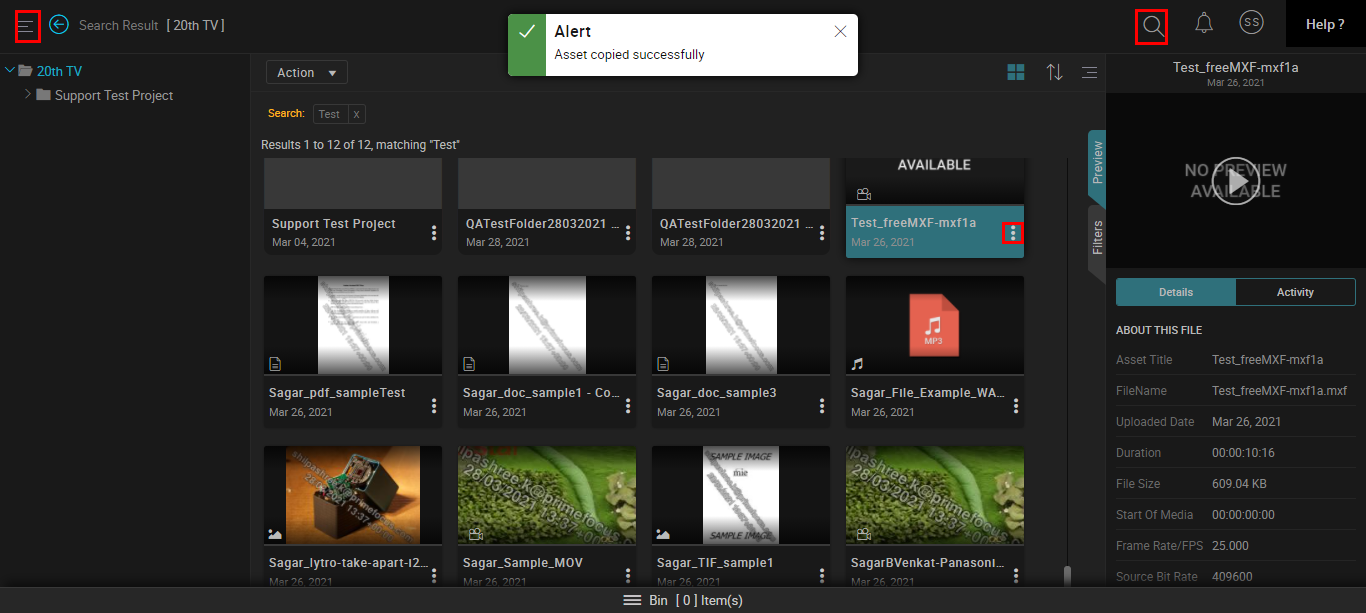 Search Result [ 20th TV ]
Alert
Asset copied successfully
SS
Help ?
20th TV
Support Test Project
Action
Search: Test X
Results 1 to 12 of 12, matching "Test"
Support Test Project
Mar 04, 2021
QATestFolder28032021 ...
Mar 28, 2021
QATestFolder28032021 ...
Mar 28, 2021
AVAILABLE
Test_freeMXF-mxf1a
Mar 26, 2021
Sagar_pdf_sampleTest
Mar 26, 2021
Sagar_doc_sample1 - Co...
Mar 26, 2021
Sagar_doc_sample3
Mar 26, 2021
MP3
Sagar_File_Example_WA...
Mar 26, 2021
Sagar_lytro-take-apart-i2...
Mar 26, 2021
Sagar_Sample_MOV
Mar 26, 2021
SAMPLE IMAGE
SAMPLE IMAGE
Sagar_TIF_sample1
Mar 26, 2021
SagarBVenkat-Panasoni...
Mar 26, 2021
Preview
Filters
Test_freeMXF-mxf1a
Mar 26, 2021
NO PREVIEW
AVAILABLE
Details Activity
ABOUT THIS FILE
Asset Title Test_freeMXF-mxf1a
FileName Test_freeMXF-mxf1a.mxf
Uploaded Date Mar 26, 2021
Duration 00:00:10:16
File Size 609.04 KB
Start Of Media 00:00:00:00
Frame Rate/FPS 25.000
Source Bit Rate 409600
Bin [ 0 ] Item(s)